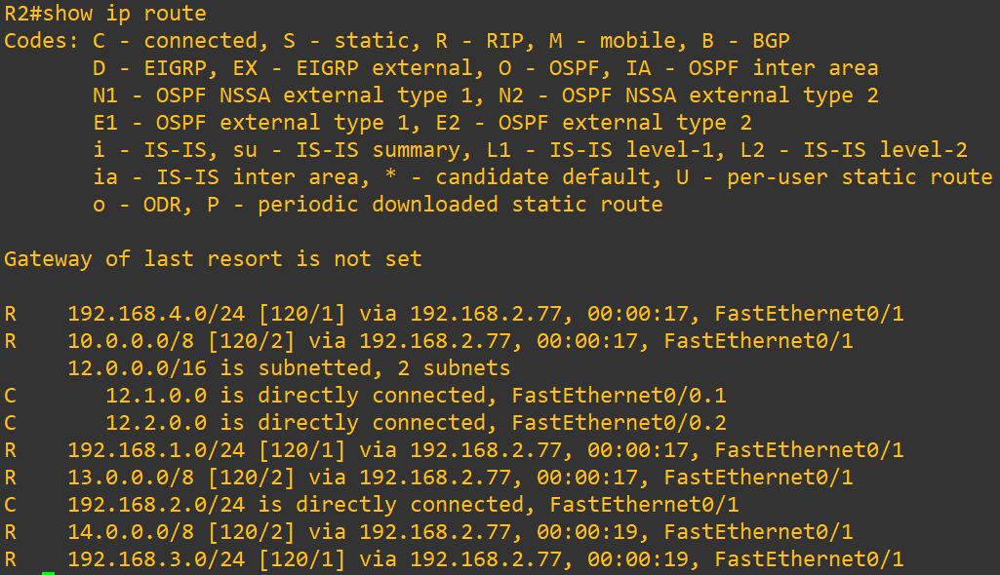 R2#show ip route
Codes: C - connected, S - static, R - RIP, M - mobile, B - BGP
       D - EIGRP, EX - EIGRP external, O - OSPF, IA - OSPF inter area
       N1 - OSPF NSSA external type 1, N2 - OSPF NSSA external type 2
       E1 - OSPF external type 1, E2 - OSPF external type 2
       i - IS-IS, su - IS-IS summary, L1 - IS-IS level-1, L2 - IS-IS level-2
       ia - IS-IS inter area, * - candidate default, U - per-user static route
       o - ODR, P - periodic downloaded static route

Gateway of last resort is not set

R    192.168.4.0/24 [120/1] via 192.168.2.77, 00:00:17, FastEthernet0/1
R    10.0.0.0/8 [120/2] via 192.168.2.77, 00:00:17, FastEthernet0/1
     12.0.0.0/16 is subnetted, 2 subnets
C       12.1.0.0 is directly connected, FastEthernet0/0.1
C       12.2.0.0 is directly connected, FastEthernet0/0.2
R    192.168.1.0/24 [120/1] via 192.168.2.77, 00:00:17, FastEthernet0/1
R    13.0.0.0/8 [120/2] via 192.168.2.77, 00:00:17, FastEthernet0/1
C    192.168.2.0/24 is directly connected, FastEthernet0/1
R    14.0.0.0/8 [120/2] via 192.168.2.77, 00:00:19, FastEthernet0/1
R    192.168.3.0/24 [120/1] via 192.168.2.77, 00:00:19, FastEthernet0/1